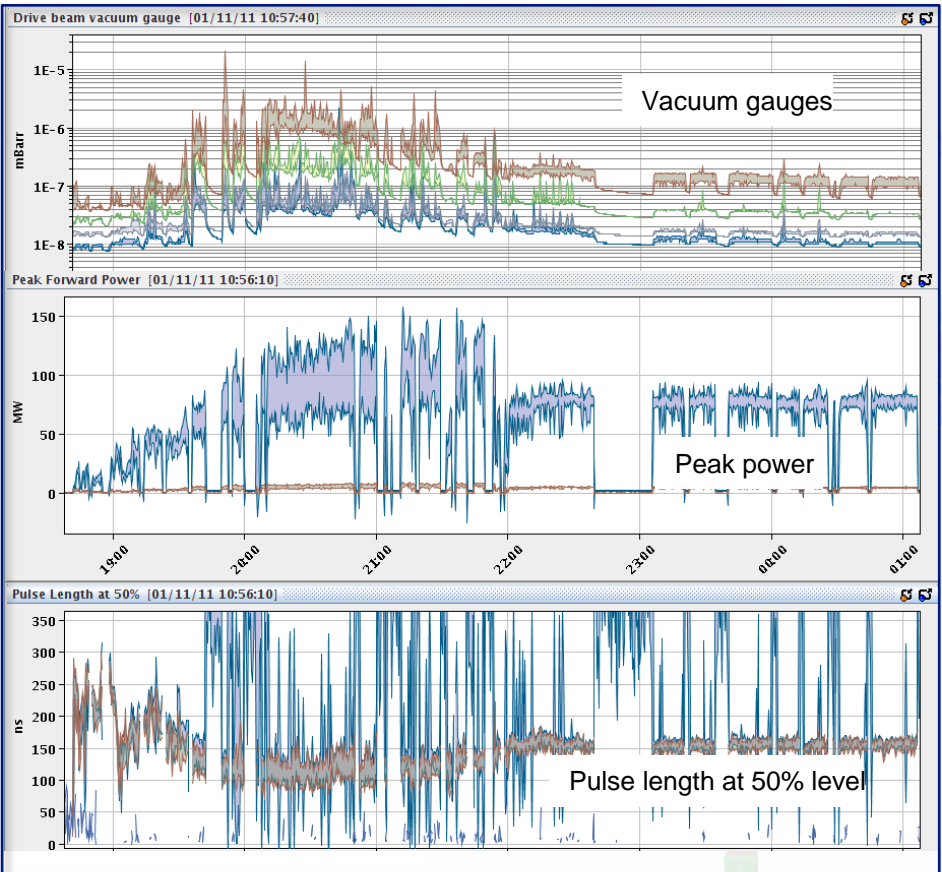 Drive beam vacuum gauge [01/11/11 10:57:40]
1E-5
Vacuum gauges
1E-6
mBarr
1E-7
1E-8
Peak Forward Power [01/11/11 10:56:10]
150
100
MW
50
Peak power
0
19:00 20:00 21:00 22:00 23:00 00:00 01:00
Pulse Length at 50% [01/11/11 10:56:10]
350
300
250
200
ns
150
100
Pulse length at 50% level
50
0